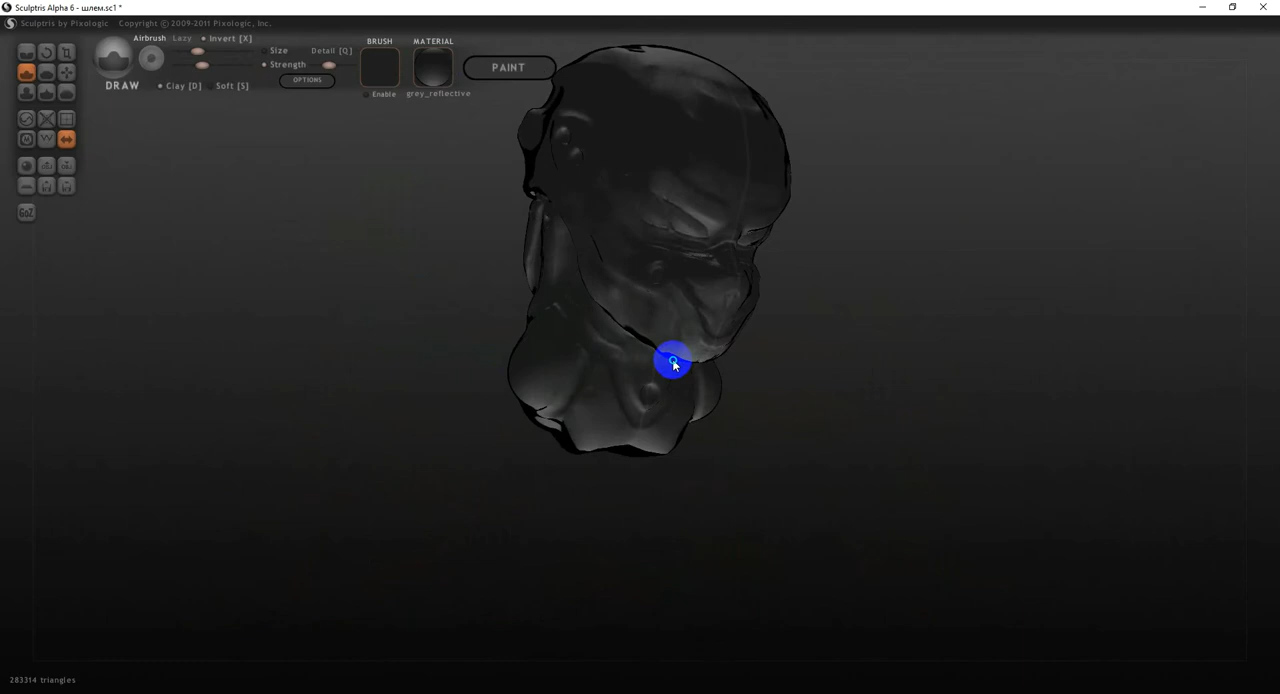 Sculptris Alpha 6 - шлем.sc1 *
Sculptris by Pixologic Copyright © 2009-2011 Pixologic, Inc.
Airbrush Lazy Invert [X]
BRUSH MATERIAL
Size Detail [Q]
Strength
PAINT
OPTIONS
DRAW Clay [D] Soft [S]
Enable grey_reflective
GoZ
283314 triangles